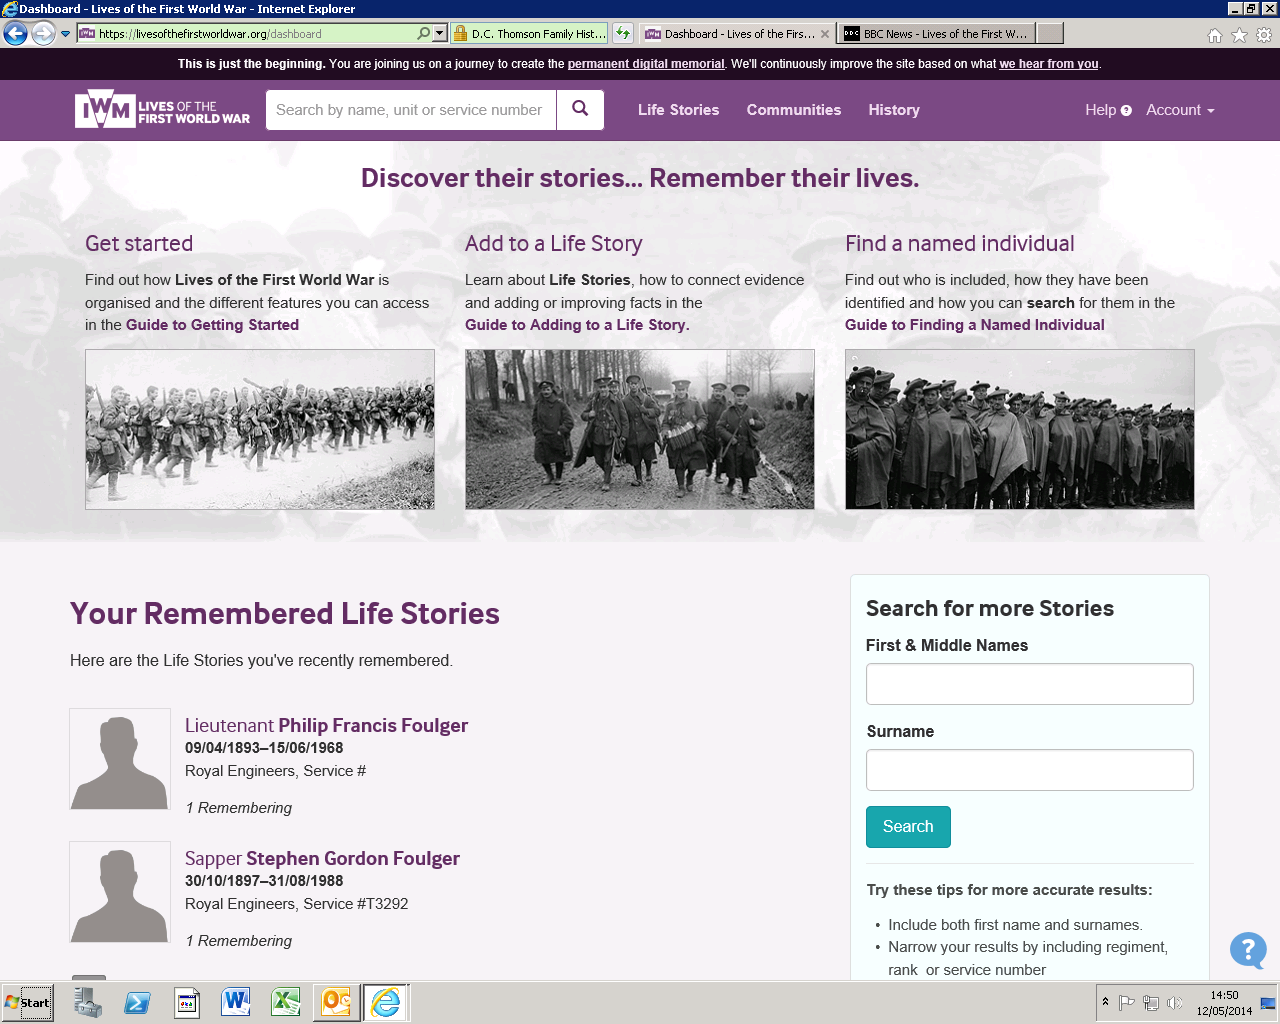 Dashboard - Lives of the First World War - Internet Explorer
https://livesofthefirstworldwar.org/dashboard
D.C. Thomson Family Hist...
Dashboard - Lives of the Firs...
BBC News - Lives of the First W...
This is just the beginning. You are joining us on a journey to create the permanent digital memorial. We'll continuously improve the site based on what we hear from you.
IWM
LIVES OF THE
FIRST WORLD WAR
Search by name, unit or service number
Life Stories
Communities
History
Help ?
Account
Discover their stories... Remember their lives.
Get started
Find out how Lives of the First World War is
organised and the different features you can access
in the Guide to Getting Started
Add to a Life Story
Learn about Life Stories, how to connect evidence
and adding or improving facts in the
Guide to Adding to a Life Story.
Find a named individual
Find out who is included, how they have been
identified and how you can search for them in the
Guide to Finding a Named Individual
Your Remembered Life Stories
Here are the Life Stories you've recently remembered.
Lieutenant Philip Francis Foulger
09/04/1893–15/06/1968
Royal Engineers, Service #
1 Remembering
Sapper Stephen Gordon Foulger
30/10/1897–31/08/1988
Royal Engineers, Service #T3292
1 Remembering
Search for more Stories
First & Middle Names
Surname
Search
Try these tips for more accurate results:
• Include both first name and surnames.
• Narrow your results by including regiment,
rank or service number
?
Start
14:50
12/05/2014